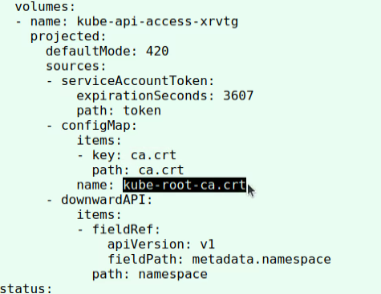 volumes:
- name: kube-api-access-xrvtg
  projected:
    defaultMode: 420
    sources:
    - serviceAccountToken:
        expirationSeconds: 3607
        path: token
    - configMap:
        items:
        - key: ca.crt
          path: ca.crt
        name: kube-root-ca.crt
    - downwardAPI:
        items:
        - fieldRef:
            apiVersion: v1
            fieldPath: metadata.namespace
          path: namespace
status: